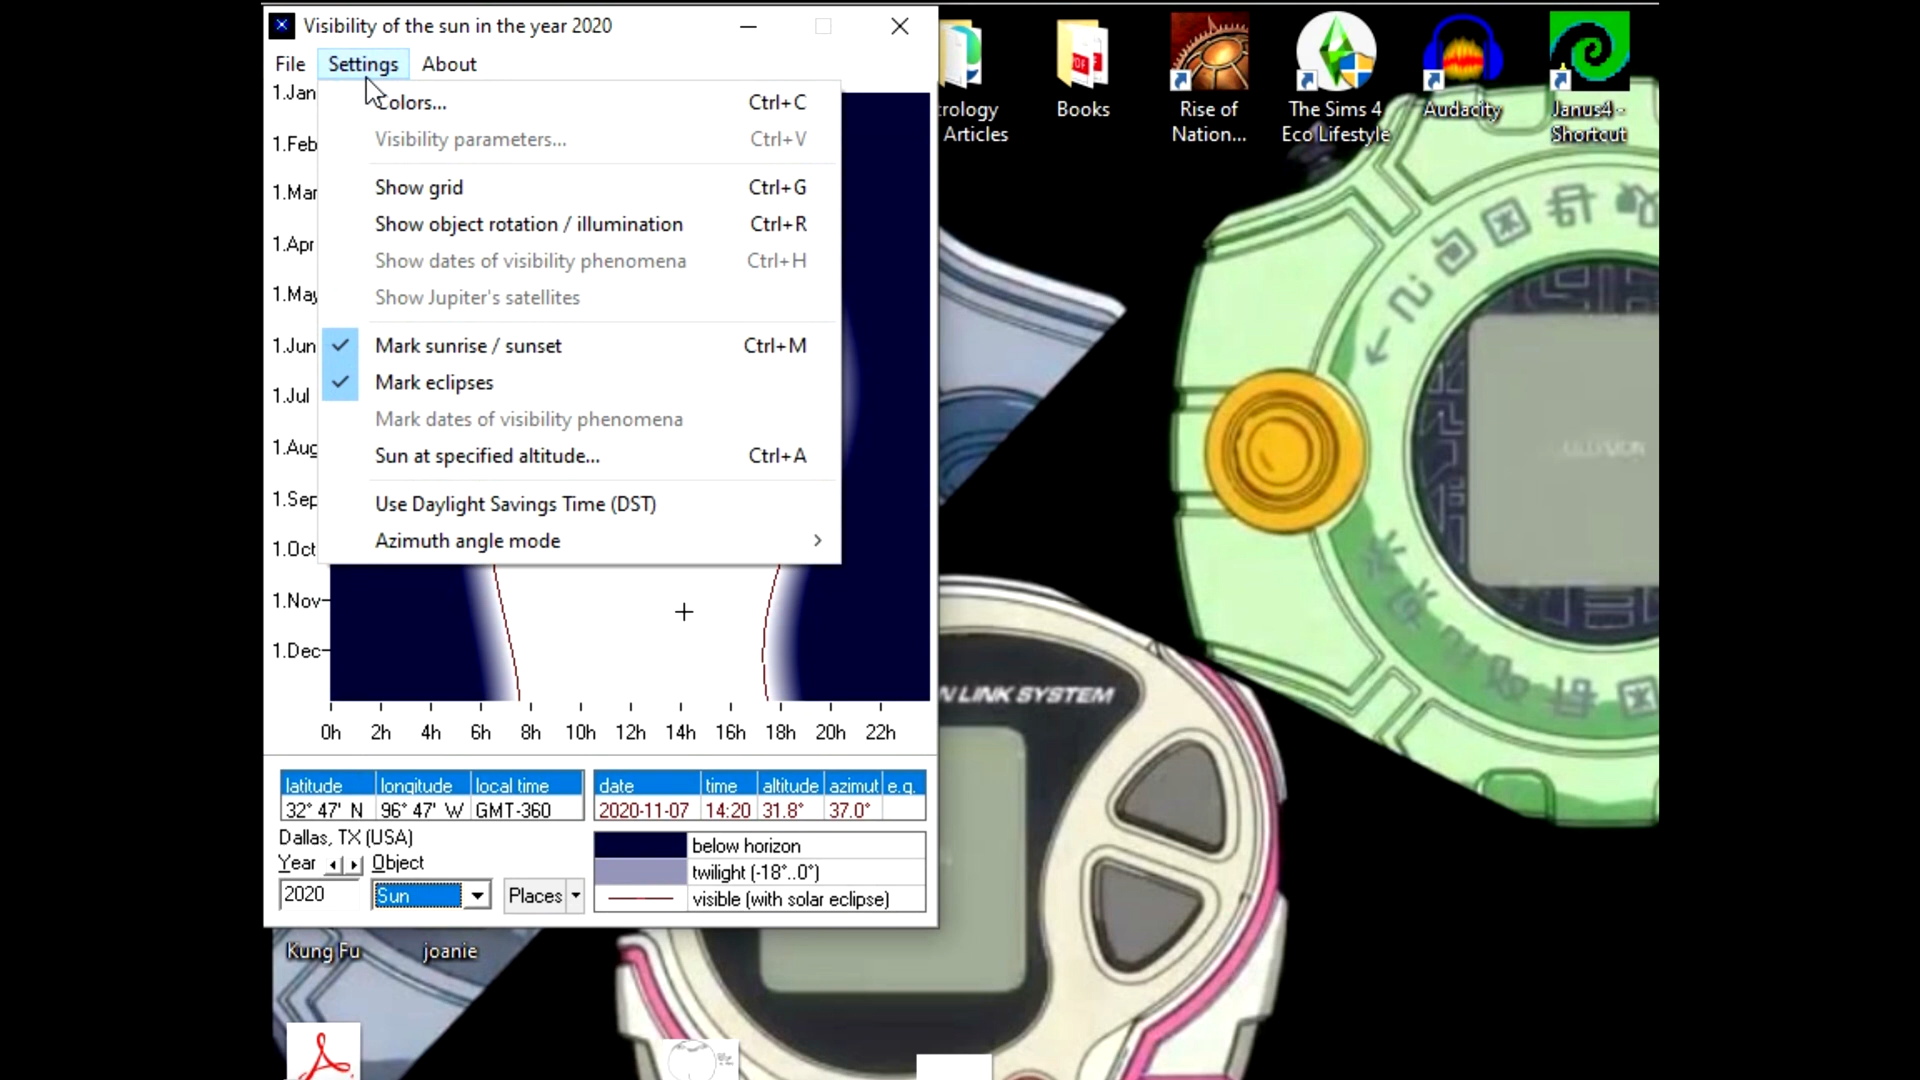 Visibility of the sun in the year 2020
File Settings About
Colors... Ctrl+C
Visibility parameters... Ctrl+V
Show grid Ctrl+G
Show object rotation / illumination Ctrl+R
Show dates of visibility phenomena Ctrl+H
Show Jupiter's satellites
Mark sunrise / sunset Ctrl+M
Mark eclipses
Mark dates of visibility phenomena
Sun at specified altitude... Ctrl+A
Use Daylight Savings Time (DST)
Azimuth angle mode
1.Jan
1.Feb
1.Mar
1.Apr
1.May
1.Jun
1.Jul
1.Aug
1.Sep
1.Oct
1.Nov
1.Dec
0h 2h 4h 6h 8h 10h 12h 14h 16h 18h 20h 22h
latitude longitude local time
32° 47' N 96° 47' W GMT-360
Dallas, TX (USA)
date time altitude azimut e.q.
2020-11-07 14:20 31.8° 37.0°
Year Object
2020 Sun Places
below horizon
twilight (-18°..0°)
visible (with solar eclipse)
rology
Articles
Books
Rise of
Nation...
The Sims 4
Eco Lifestyle
Audacity
Janus4 -
Shortcut
PDF
N LINK SYSTEM
Kung Fu
joanie